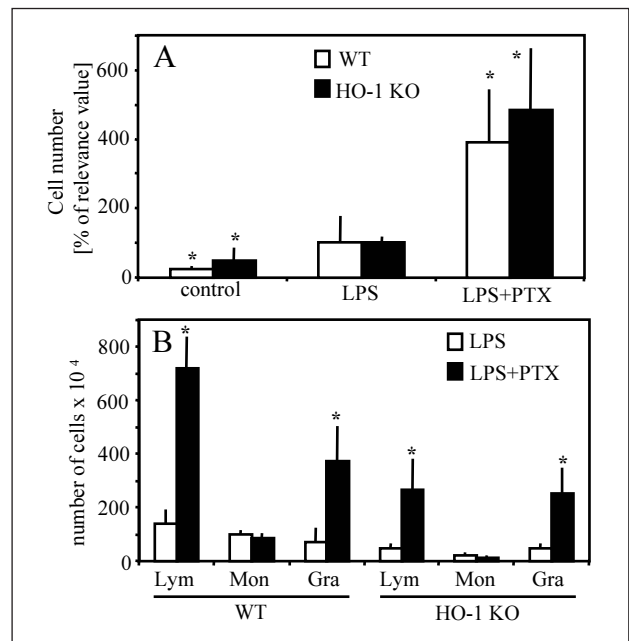 A
WT
HO-1 KO
Cell number
[% of relevance value]
600
400
200
0
* * * *
control LPS LPS+PTX
B
LPS
LPS+PTX
number of cells x 10 4
800
600
400
200
0
* * * *
Lym Mon Gra Lym Mon Gra
WT HO-1 KO